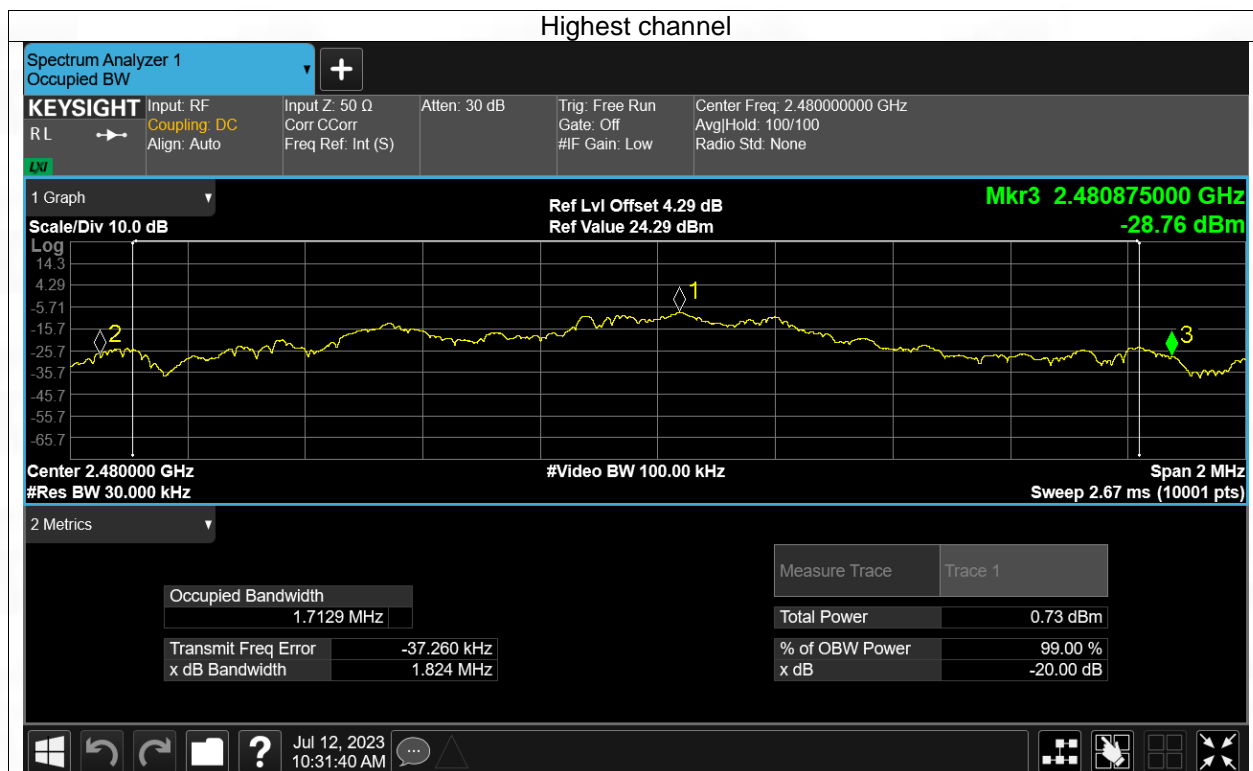 Highest channel
Spectrum Analyzer 1
Occupied BW
KEYSIGHT
R L
LXI
Input: RF
Coupling: DC
Align: Auto
Input Z: 50 Ω
Corr CCorr
Freq Ref: Int (S)
Atten: 30 dB
Trig: Free Run
Gate: Off
#IF Gain: Low
Center Freq: 2.480000000 GHz
Avg|Hold: 100/100
Radio Std: None
1 Graph
Scale/Div 10.0 dB
Ref Lvl Offset 4.29 dB
Ref Value 24.29 dBm
Mkr3 2.480875000 GHz
-28.76 dBm
Log
14.3
4.29
-5.71
-15.7
-25.7
-35.7
-45.7
-55.7
-65.7
1
2
3
Center 2.480000 GHz
#Video BW 100.00 kHz
Span 2 MHz
#Res BW 30.000 kHz
Sweep 2.67 ms (10001 pts)
2 Metrics
Measure Trace Trace 1
Occupied Bandwidth
1.7129 MHz
Total Power 0.73 dBm
Transmit Freq Error -37.260 kHz
% of OBW Power 99.00 %
x dB Bandwidth 1.824 MHz
x dB -20.00 dB
?
Jul 12, 2023
10:31:40 AM